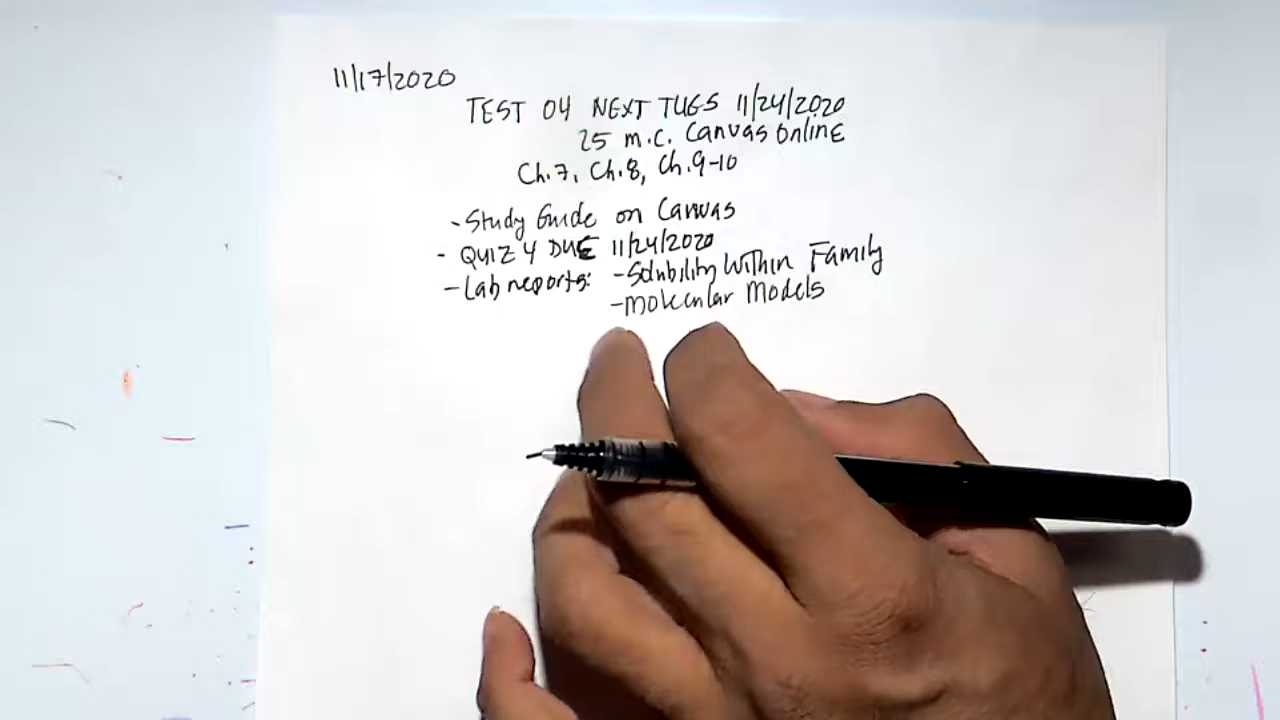 11/17/2020
TEST 04 NEXT TUES 11/24/2020
25 m.c. Canvas Online
Ch.7, Ch.8, Ch.9-10
- Study Guide on Canvas
- QUIZ 4 DUE 11/24/2020
- Lab reports: - Solubility Within Family
- Molecular Models